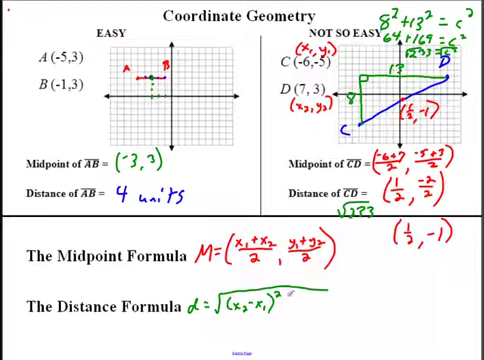 Coordinate Geometry
EASY
A (-5,3)
B (-1,3)
A
B
Midpoint of AB = (-3, 3)
Distance of AB = 4 units
NOT SO EASY
(x₁, y₁)
C (-6,-5)
D (7, 3)
(x₂, y₂)
8² + 13² = c²
64 + 169 = c²
√233 = √c²
D
13
8
C
(½, -1)
Midpoint of CD = (-6+7/2, -5+3/2)
(1/2, -2/2)
Distance of CD =
√233
(½, -1)
The Midpoint Formula M = (x₁ + x₂/2, y₁ + y₂/2)
The Distance Formula d = √(x₂ - x₁)²